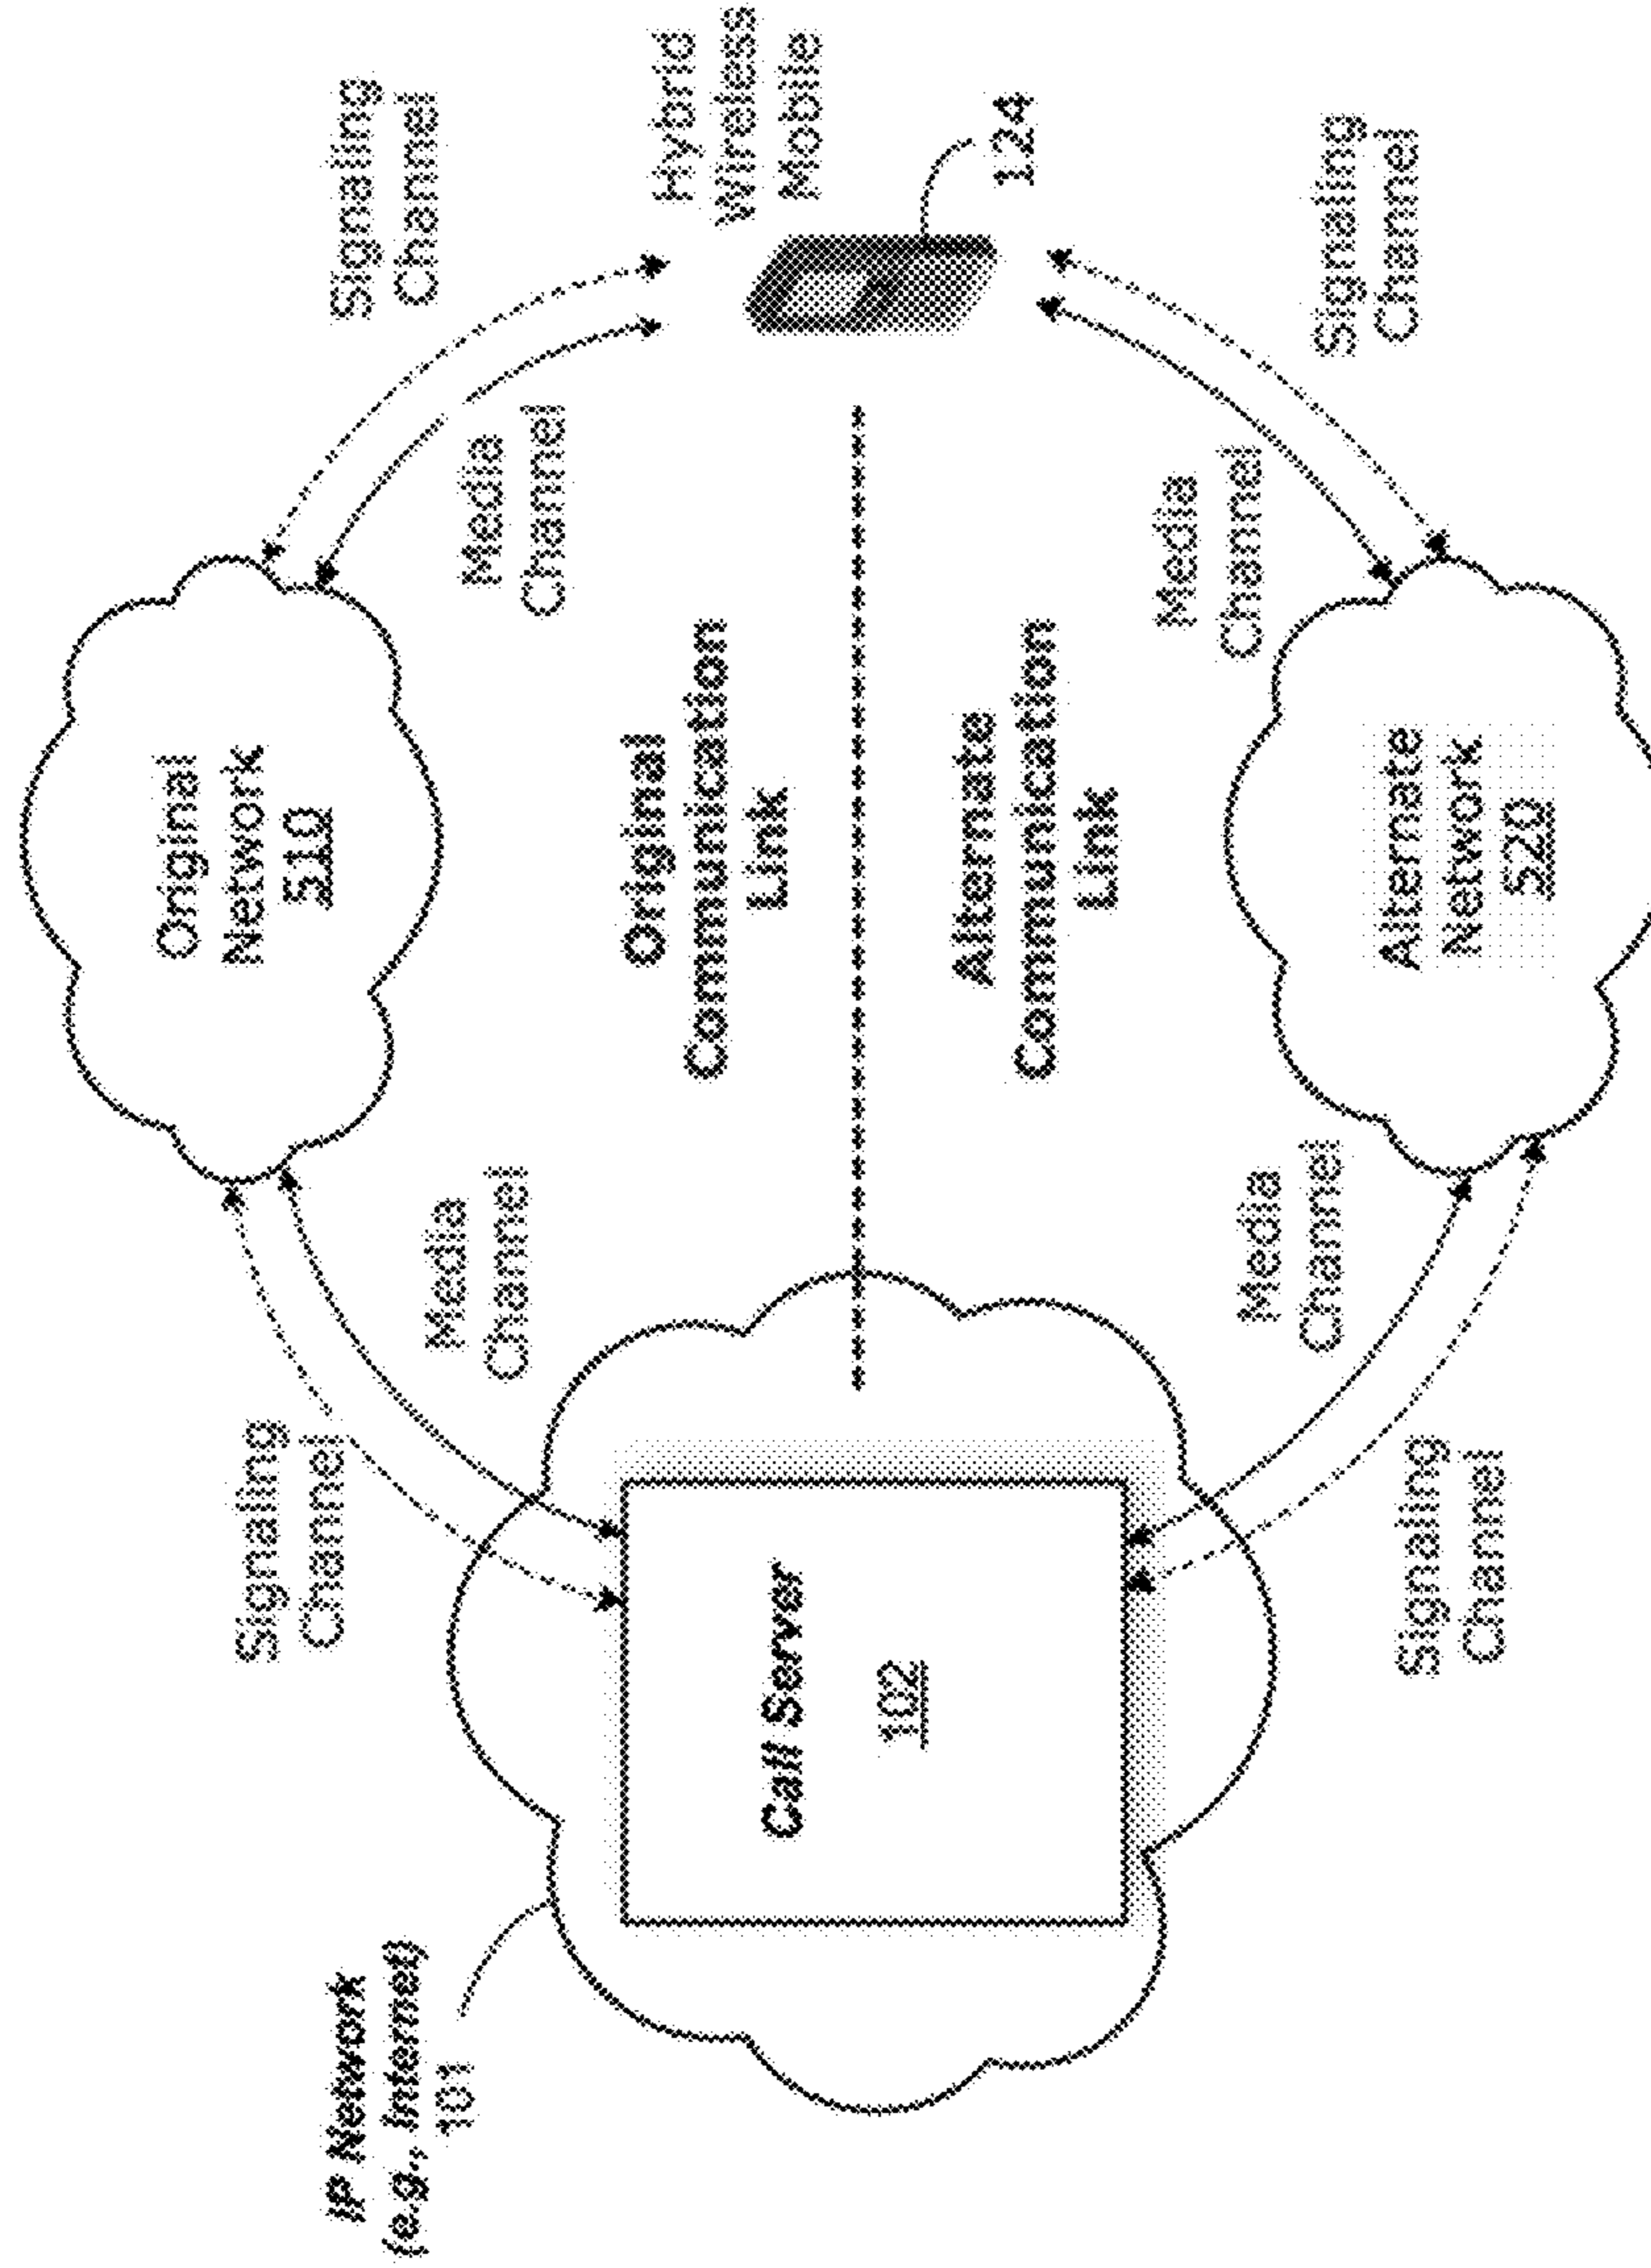 Original
Network
510
Signaling
Channel
IP Network
(e.g., Internet)
101
Signaling
Channel
Media
Channel
Media
Channel
Original
Communication
Link
Hybrid
Wireless
Mobile
Call Server
102
124
Alternate
Communication
Link
Media
Channel
Media
Channel
Signaling
Channel
Signaling
Channel
Alternate
Network
520